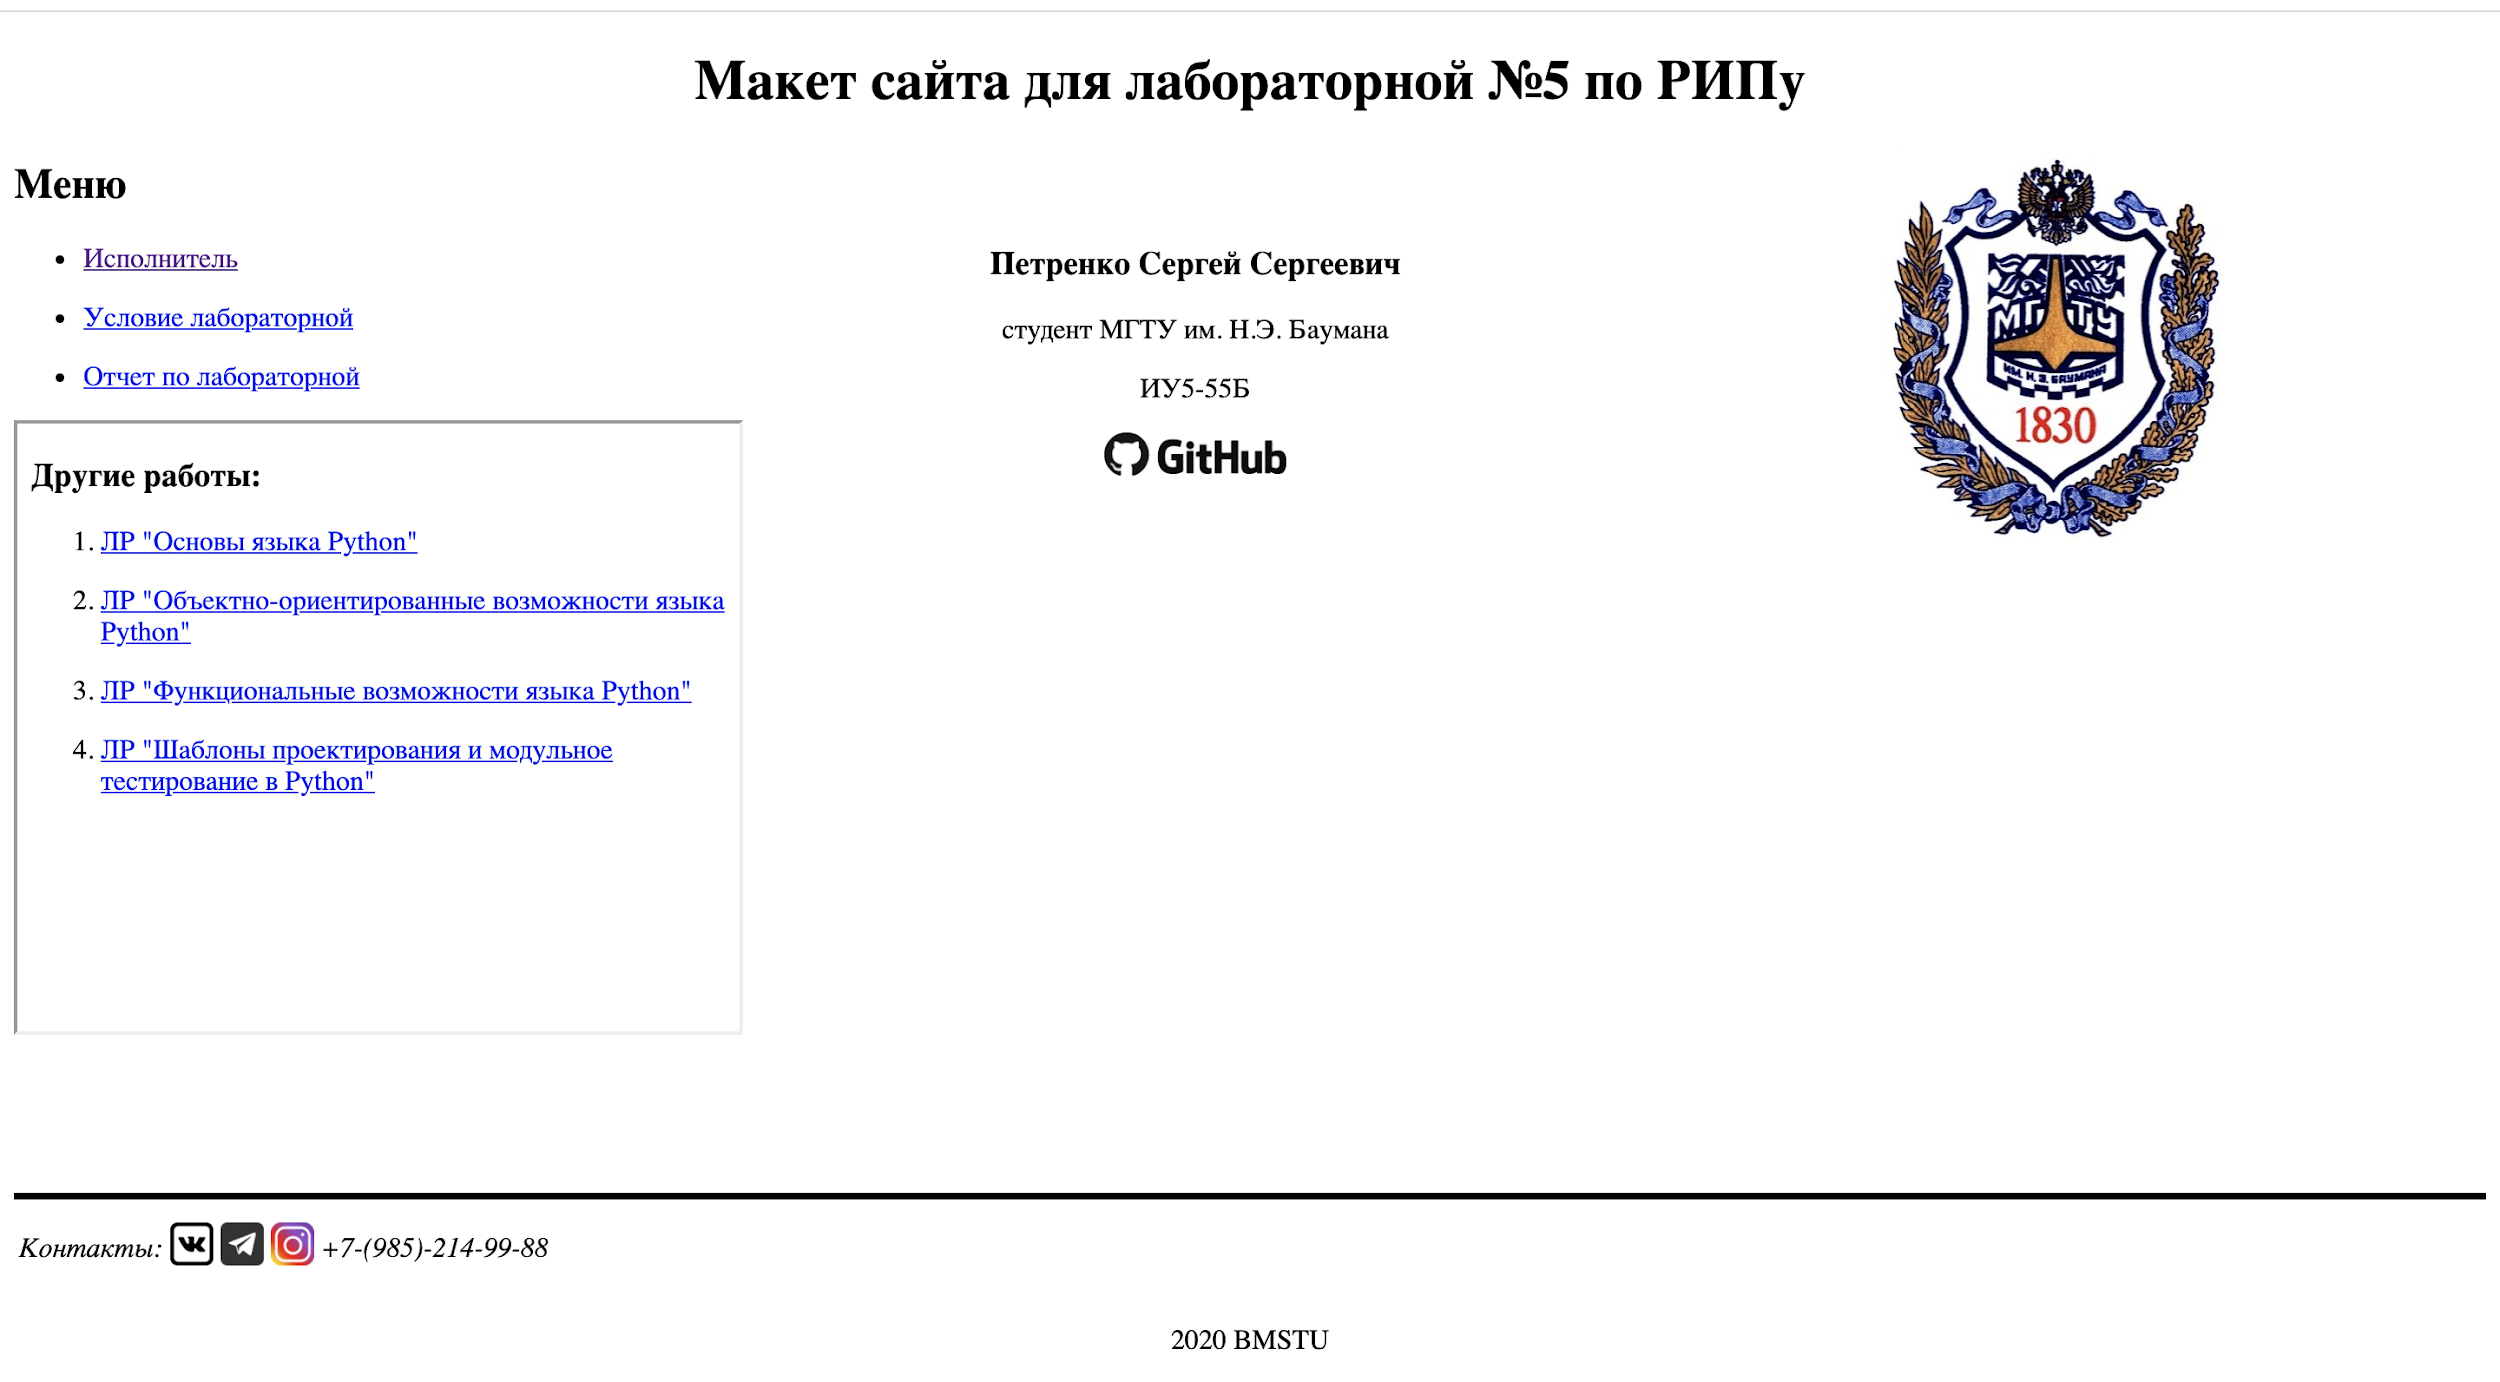 Макет сайта для лабораторной №5 по РИПу
Меню
Исполнитель
Условие лабораторной
Отчет по лабораторной
Другие работы:
1. ЛР "Основы языка Python"
2. ЛР "Объектно-ориентированные возможности языка
Python"
3. ЛР "Функциональные возможности языка Python"
4. ЛР "Шаблоны проектирования и модульное
тестирование в Python"
Петренко Сергей Сергеевич
студент МГТУ им. Н.Э. Баумана
ИУ5-55Б
GitHub
МГТУ
ИМ. Н. Э. БАУМАНА
1830
Контакты: +7-(985)-214-99-88
2020 BMSTU